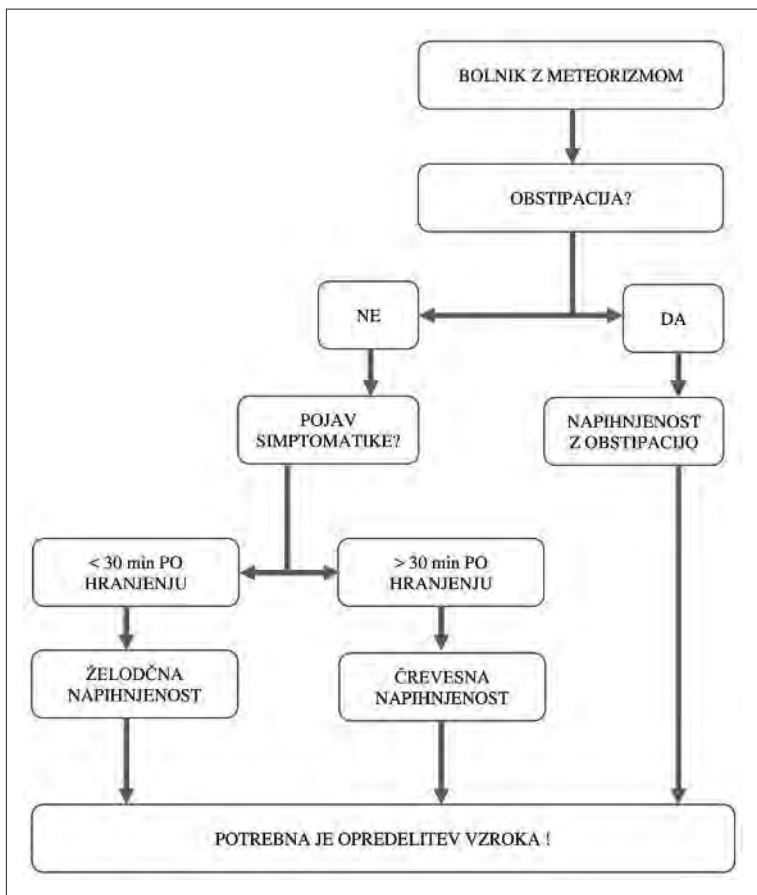 BOLNIK Z METEORIZMOM
OBSTIPACIJA?
NE
DA
POJAV
SIMPTOMATIKE?
NAPIHNJENOST
Z OBSTIPACIJO
< 30 min PO
HRANJENJU
> 30 min PO
HRANJENJU
ŽELODČNA
NAPIHNJENOST
ČREVESNA
NAPIHNJENOST
POTREBNA JE OPREDELITEV VZROKA !